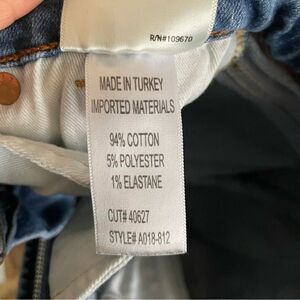 R/N#109670
MADE IN TURKEY
IMPORTED MATERIALS
94% COTTON
5% POLYESTER
1% ELASTANE
CUT# 40627
STYLE# A018-812